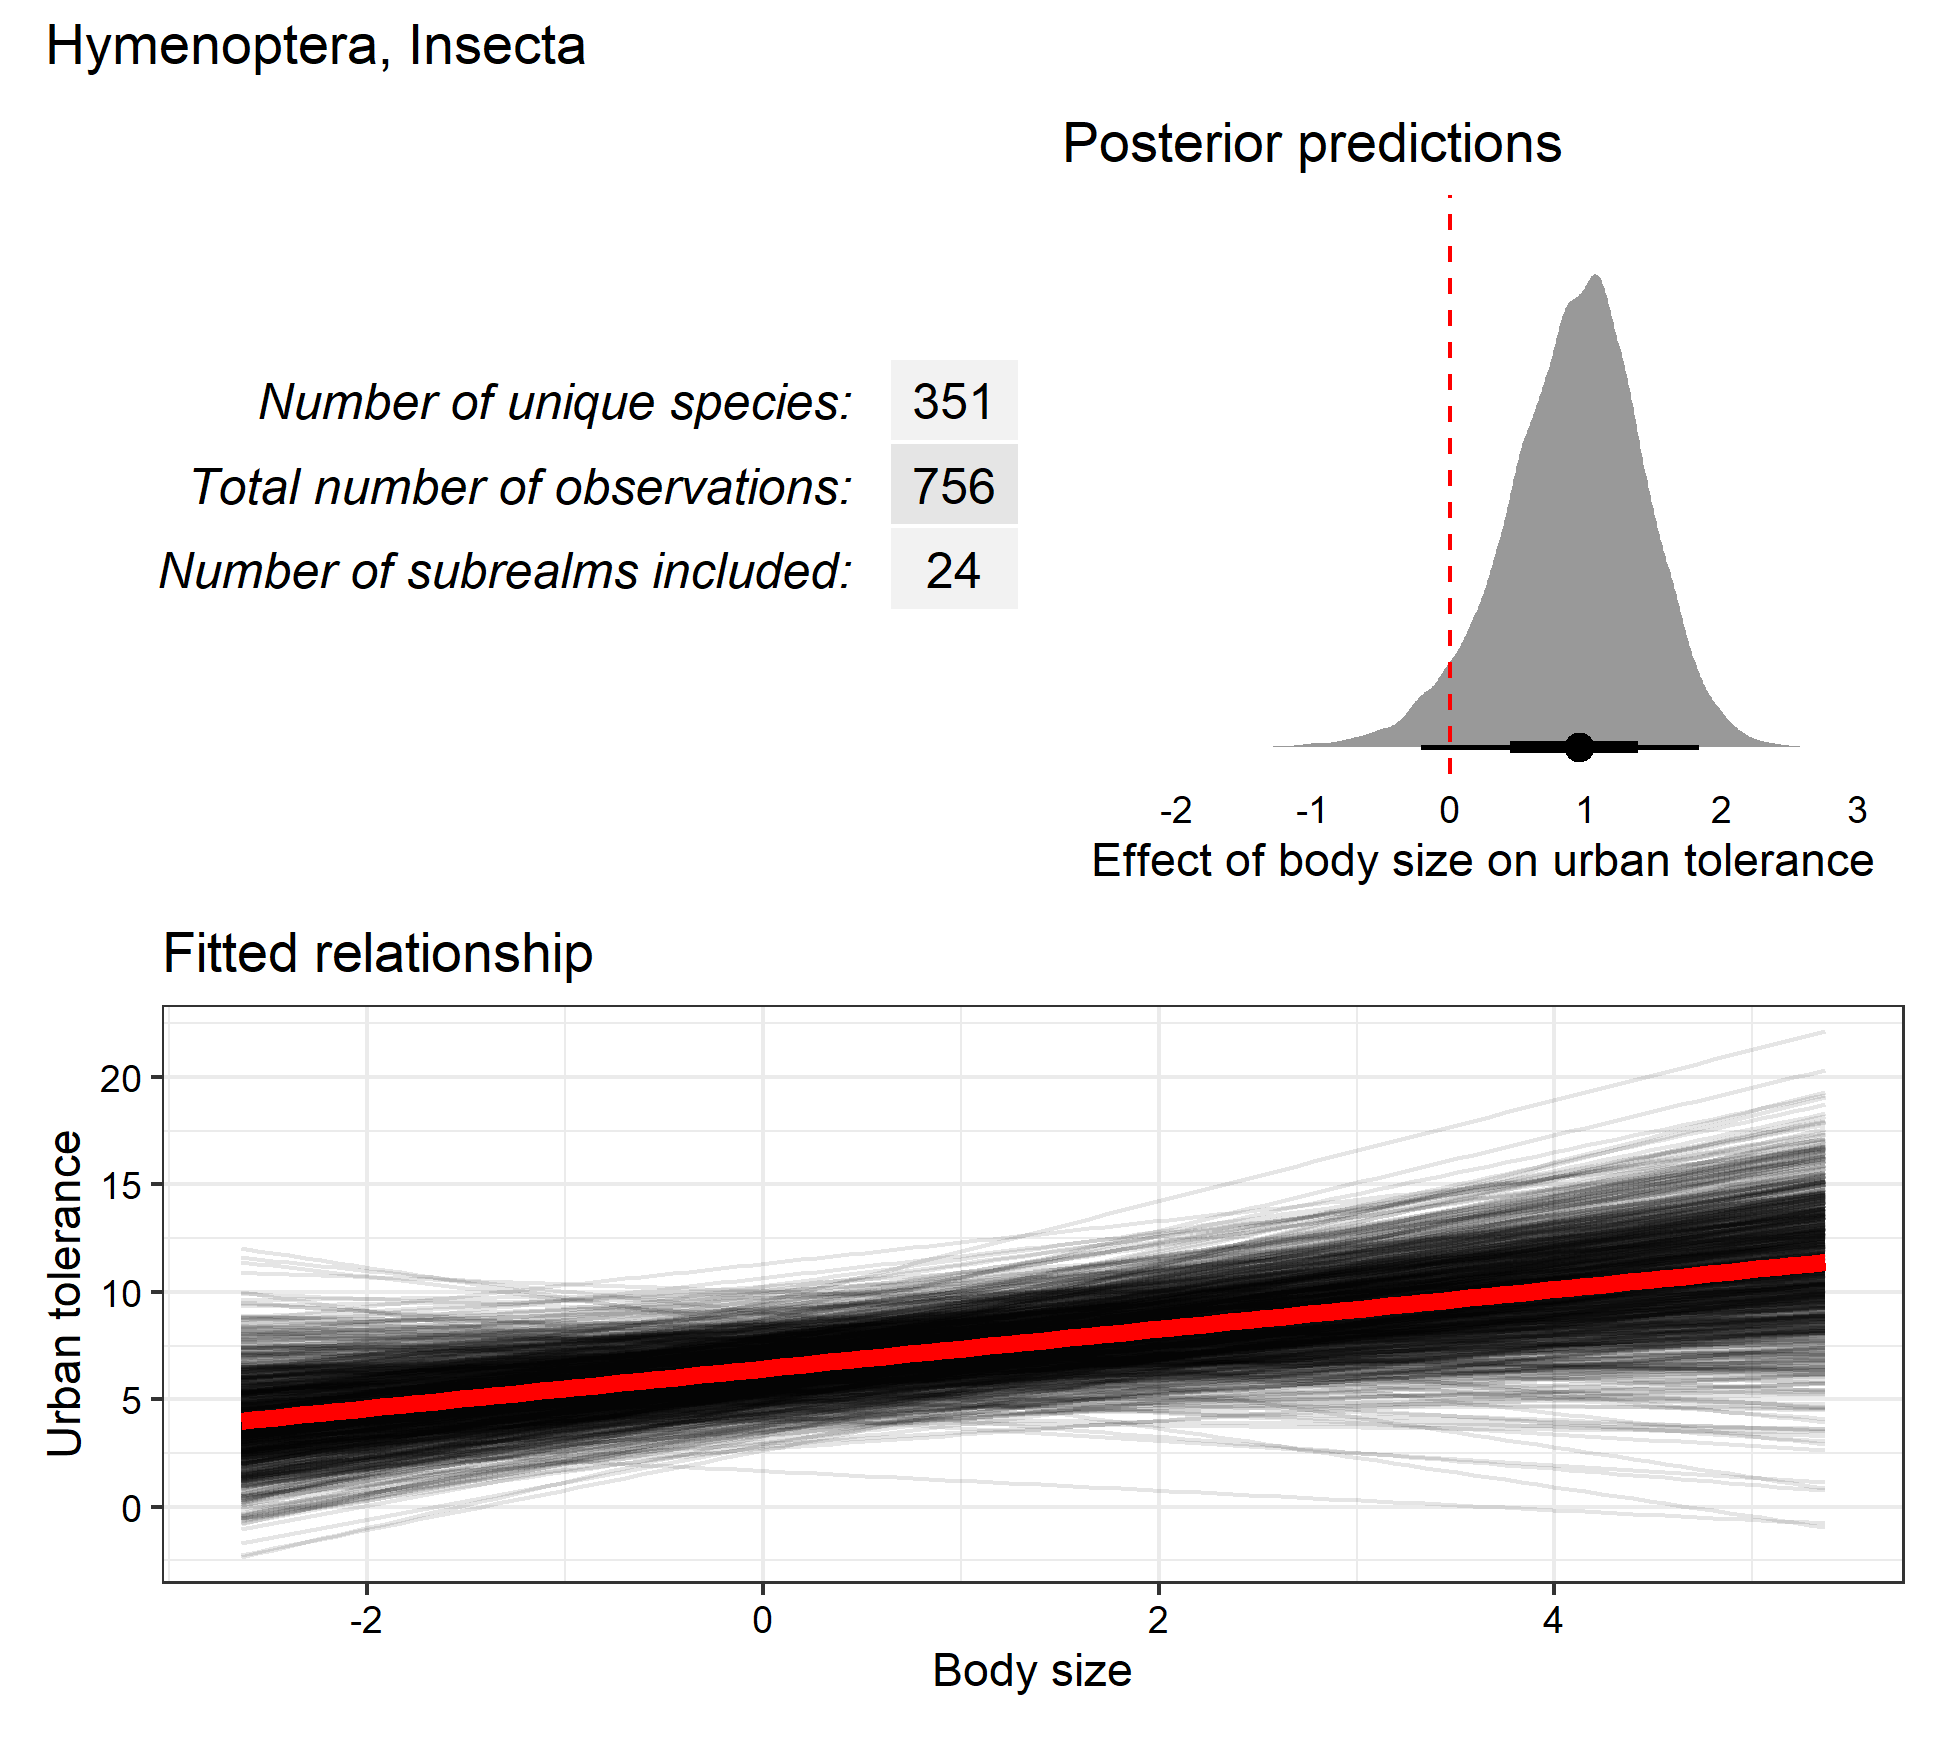 Hymenoptera, Insecta
Posterior predictions
Number of unique species: 351
Total number of observations: 756
Number of subrealms included: 24
-2 -1 0 1 2 3
Effect of body size on urban tolerance
Fitted relationship
20
15
10
5
0
Urban tolerance
-2 0 2 4
Body size